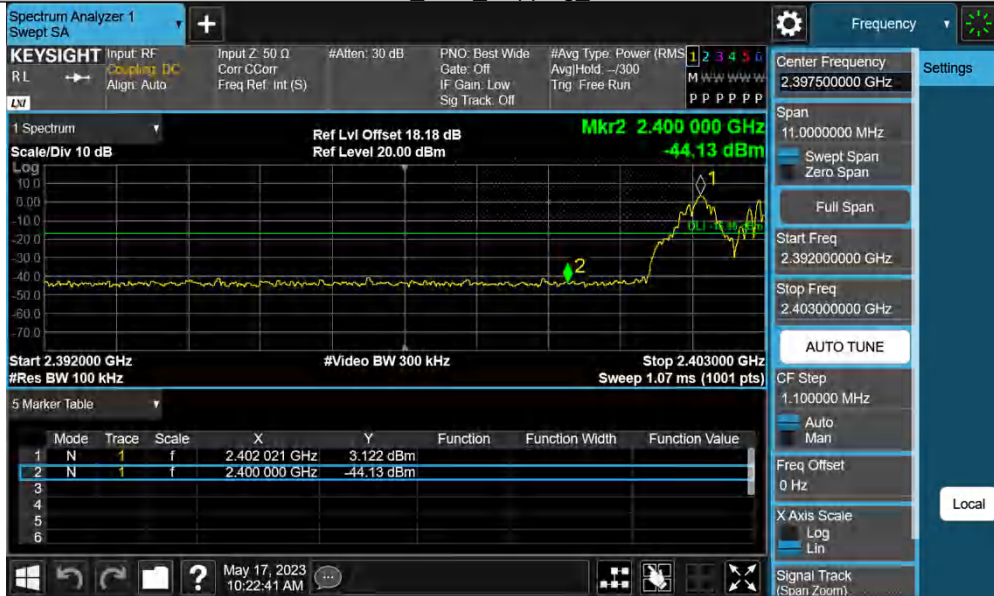 Spectrum Analyzer 1
Swept SA
+
Frequency
KEYSIGHT Input: RF Input Z: 50 Ω #Atten: 30 dB PNO: Best Wide #Avg Type: Power (RMS 1 2 3 4 5 6
RL Coupling: DC Corr CCorr Gate: Off Avg|Hold: --/300 M W W W W W
Align: Auto Freq Ref: Int (S) IF Gain: Low Trig: Free Run
LXI Sig Track: Off P P P P P P
Center Frequency
2.397500000 GHz
Settings
1 Spectrum
Scale/Div 10 dB
Ref Lvl Offset 18.18 dB
Ref Level 20.00 dBm
Mkr2 2.400 000 GHz
-44.13 dBm
Log
10.0
0.00
-10.0
-20.0
-30.0
-40.0
-50.0
-60.0
-70.0
1
2
Start 2.392000 GHz #Video BW 300 kHz Stop 2.403000 GHz
#Res BW 100 kHz Sweep 1.07 ms (1001 pts)
Span
11.0000000 MHz
Swept Span
Zero Span
Full Span
Start Freq
2.392000000 GHz
Stop Freq
2.403000000 GHz
AUTO TUNE
CF Step
1.100000 MHz
Auto
Man
Freq Offset
0 Hz
X Axis Scale
Log
Lin
Signal Track
(Span Zoom)
Local
5 Marker Table
Mode Trace Scale X Y Function Function Width Function Value
1 N 1 f 2.402 021 GHz 3.122 dBm
2 N 1 f 2.400 000 GHz -44.13 dBm
3
4
5
6
?
May 17, 2023
10:22:41 AM